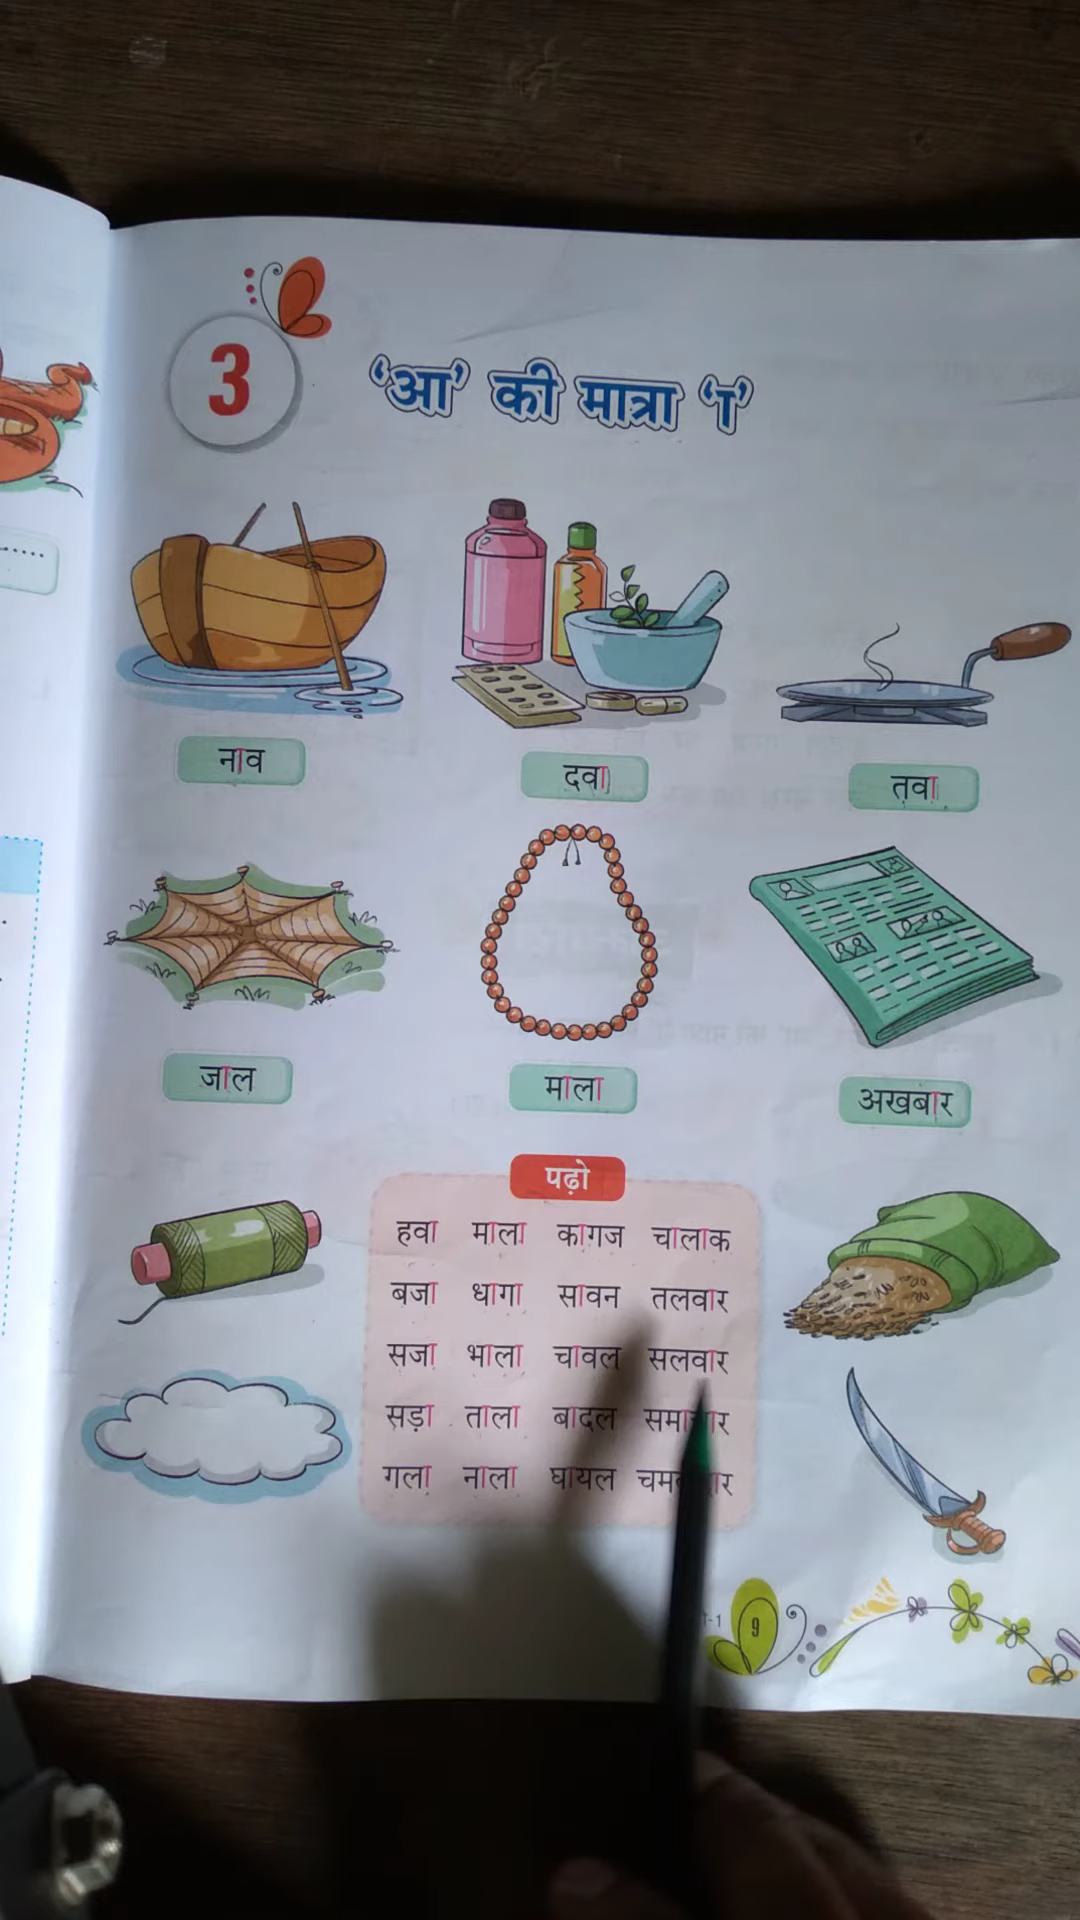 3
‘आ’ की मात्रा ‘ा’
नाव दवा तवा
जाल माला अखबार
पढ़ो
हवा माला कागज चालाक
बजा धागा सावन तलवार
सजा भाला चावल सलवार
सड़ा ताला बादल
गला नाला घायल
9